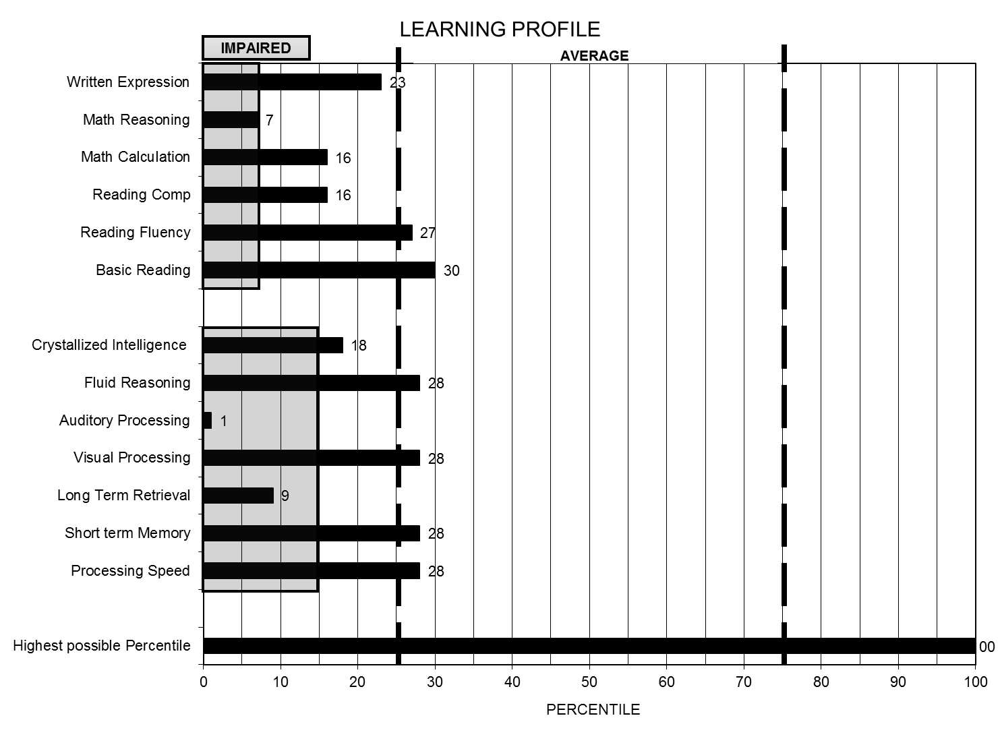 LEARNING PROFILE
IMPAIRED
AVERAGE
Written Expression 23
Math Reasoning 7
Math Calculation 16
Reading Comp 16
Reading Fluency 27
Basic Reading 30
Crystallized Intelligence 18
Fluid Reasoning 28
Auditory Processing 1
Visual Processing 28
Long Term Retrieval 9
Short term Memory 28
Processing Speed 28
Highest possible Percentile 00
0 10 20 30 40 50 60 70 80 90 100
PERCENTILE